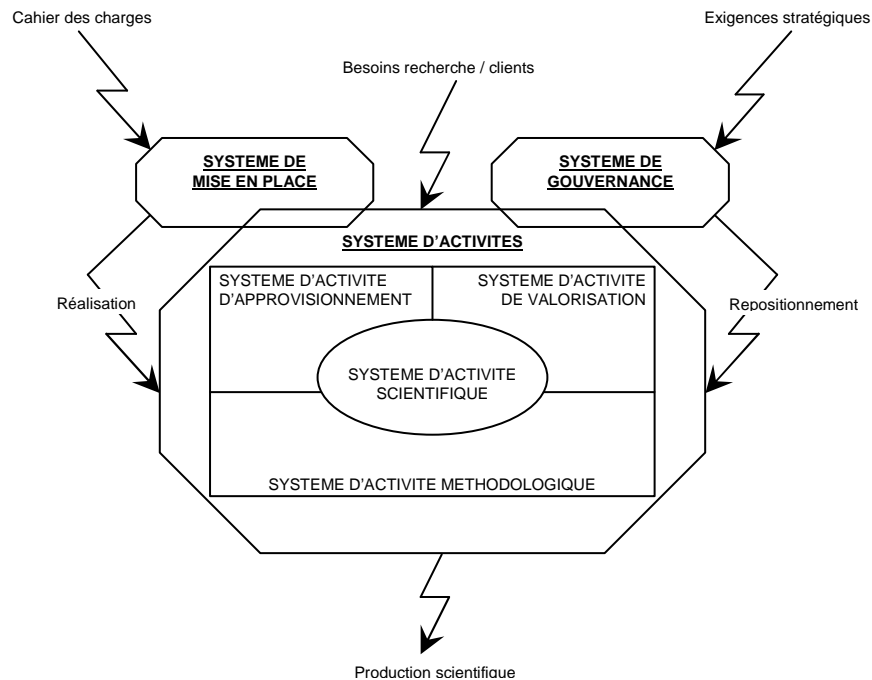 Cahier des charges
Exigences stratégiques
Besoins recherche / clients
SYSTEME DE
MISE EN PLACE
SYSTEME DE
GOUVERNANCE
SYSTEME D'ACTIVITES
SYSTEME D'ACTIVITE
D'APPROVISIONNEMENT
SYSTEME D'ACTIVITE
DE VALORISATION
Réalisation
Repositionnement
SYSTEME D'ACTIVITE
SCIENTIFIQUE
SYSTEME D'ACTIVITE METHODOLOGIQUE
Production scientifique